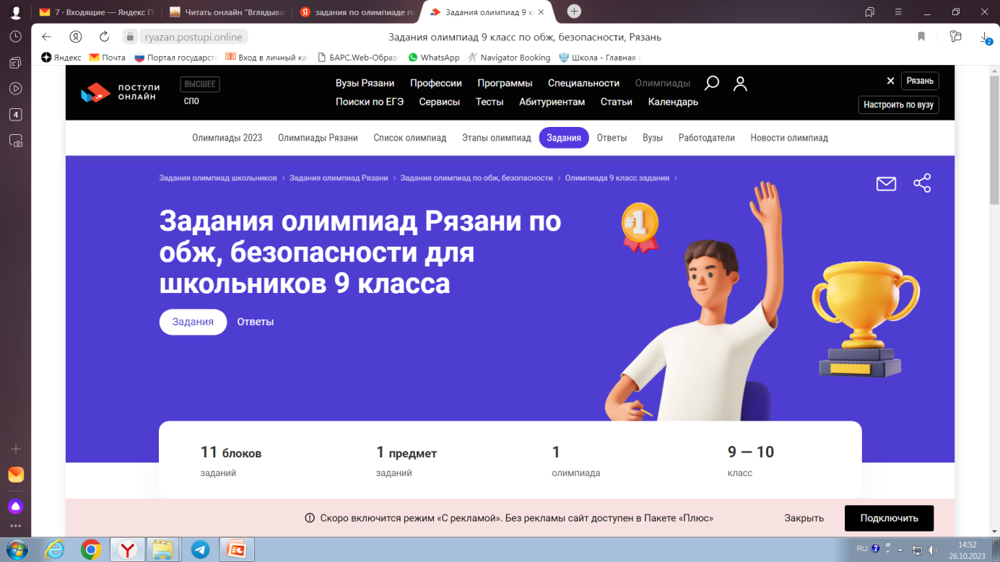 7 · Входящие — Яндекс П
Читать онлайн "Вглядыва
задания по олимпиаде по
Задания олимпиад 9 кл
ryazan.postupi.online
Задания олимпиад 9 класс по обж, безопасности, Рязань
2
Яндекс
Почта
Портал государст
Вход в личный ка
БАРС.Web-Образ
WhatsApp
Navigator Booking
Школа - Главная с
4
ПОСТУПИ
ОНЛАЙН
ВЫСШЕЕ
СПО
Вузы Рязани Профессии Программы Специальности Олимпиады
Поиски по ЕГЭ Сервисы Тесты Абитуриентам Статьи Календарь
Рязань
Настроить по вузу
Олимпиады 2023 Олимпиады Рязани Список олимпиад Этапы олимпиад Задания Ответы Вузы Работодатели Новости олимпиад
Задания олимпиад школьников > Задания олимпиад Рязани > Задания олимпиад по обж, безопасности > Олимпиада 9 класс задания >
Задания олимпиад Рязани по
обж, безопасности для
школьников 9 класса
#1
Задания Ответы
11 блоков
заданий
1 предмет
заданий
1
олимпиада
9 — 10
класс
Скоро включится режим «С рекламой». Без рекламы сайт доступен в Пакете «Плюс»
Закрыть
Подключить
RU
14:52
26.10.2023